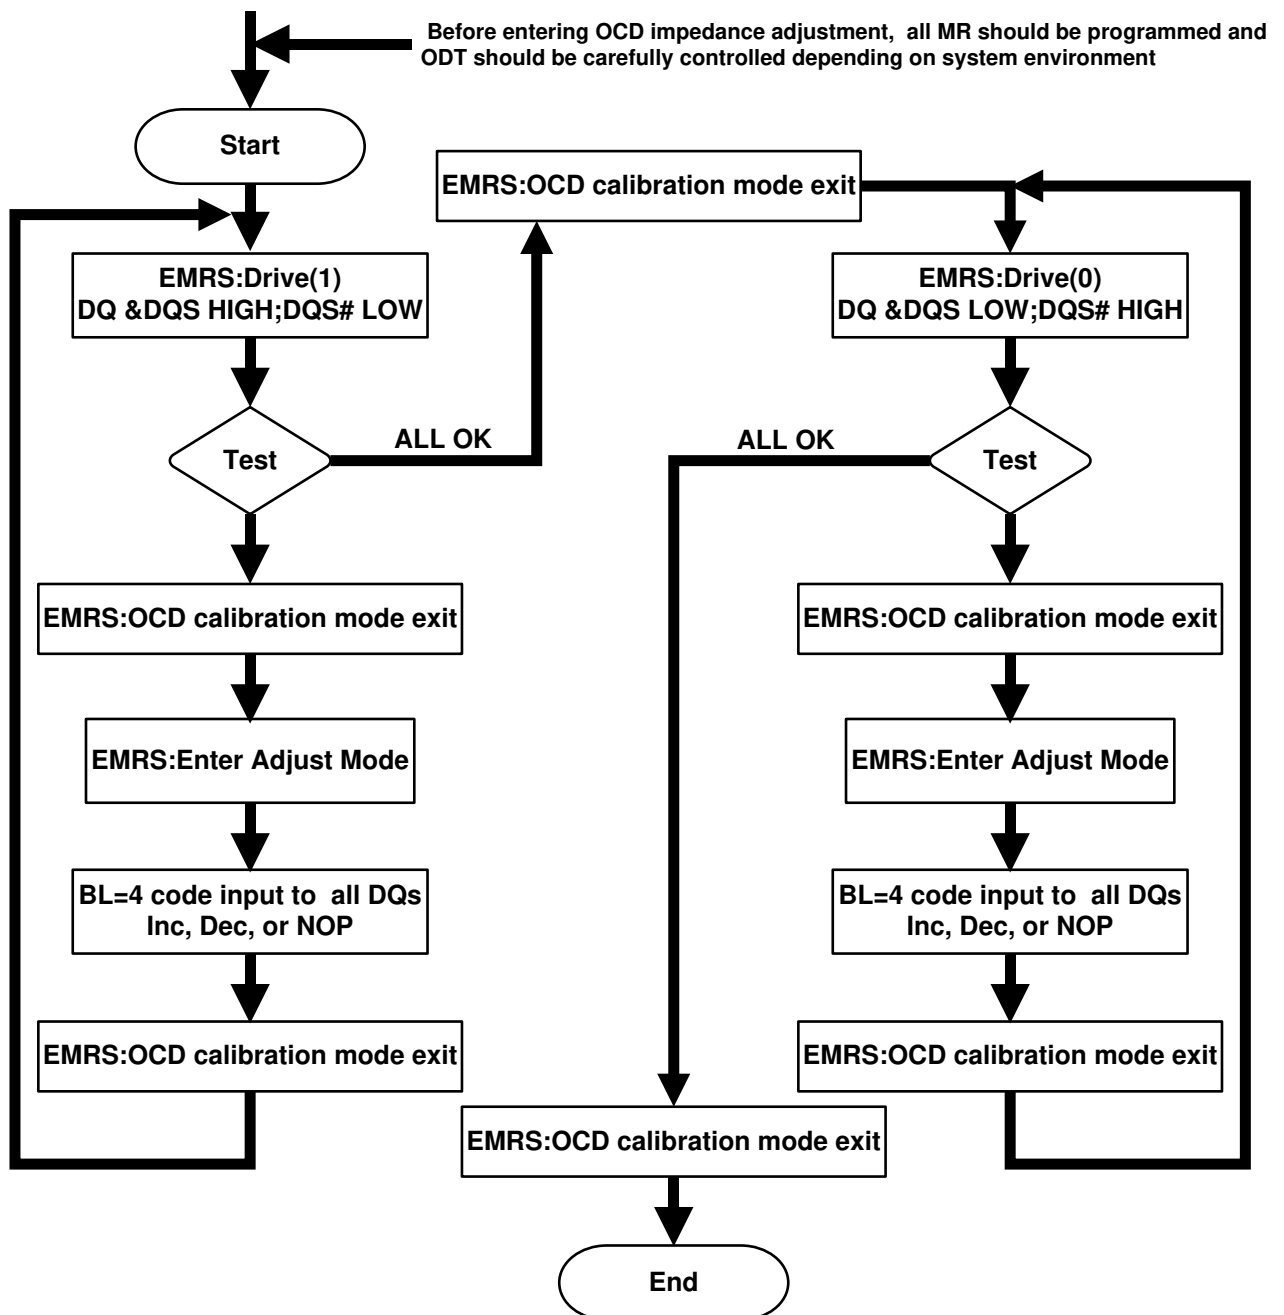 Before entering OCD impedance adjustment, all MR should be programmed and
ODT should be carefully controlled depending on system environment
Start
EMRS:OCD calibration mode exit
EMRS:Drive(1)
DQ &DQS HIGH;DQS# LOW
EMRS:Drive(0)
DQ &DQS LOW;DQS# HIGH
ALL OK
ALL OK
Test
Test
EMRS:OCD calibration mode exit
EMRS:OCD calibration mode exit
EMRS:Enter Adjust Mode
EMRS:Enter Adjust Mode
BL=4 code input to all DQs
Inc, Dec, or NOP
BL=4 code input to all DQs
Inc, Dec, or NOP
EMRS:OCD calibration mode exit
EMRS:OCD calibration mode exit
EMRS:OCD calibration mode exit
End